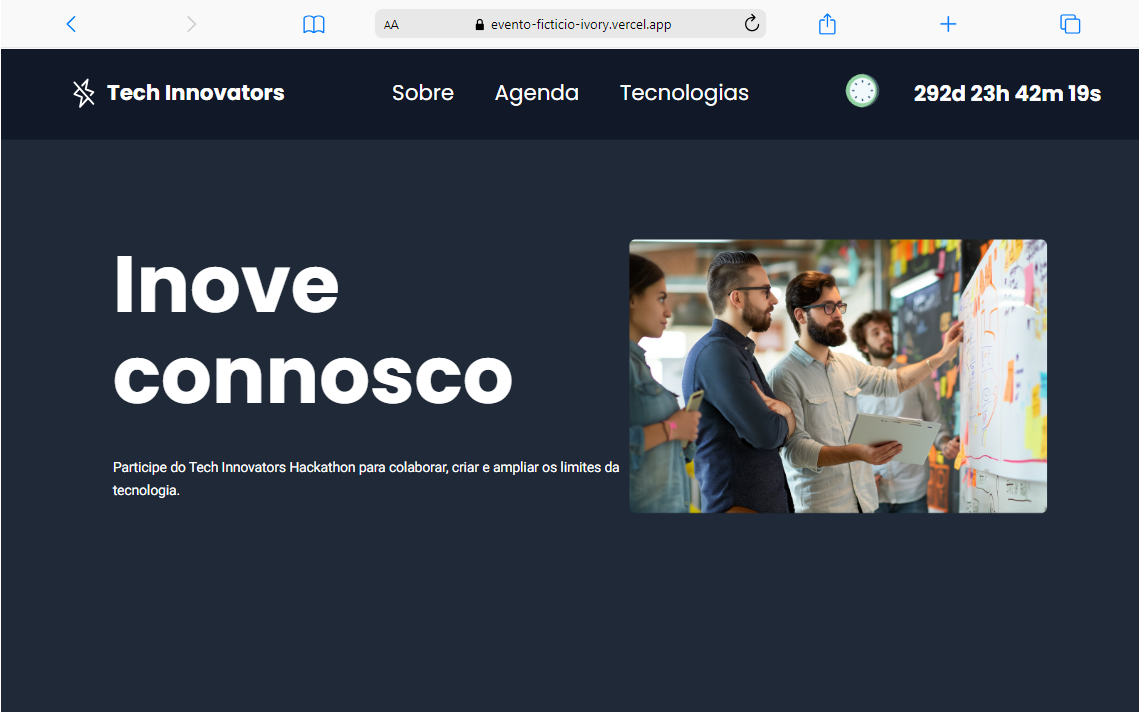 AA evento-ficticio-ivory.vercel.app
Tech Innovators Sobre Agenda Tecnologias 292d 23h 42m 19s
Inove
connosco
Participe do Tech Innovators Hackathon para colaborar, criar e ampliar os limites da
tecnologia.